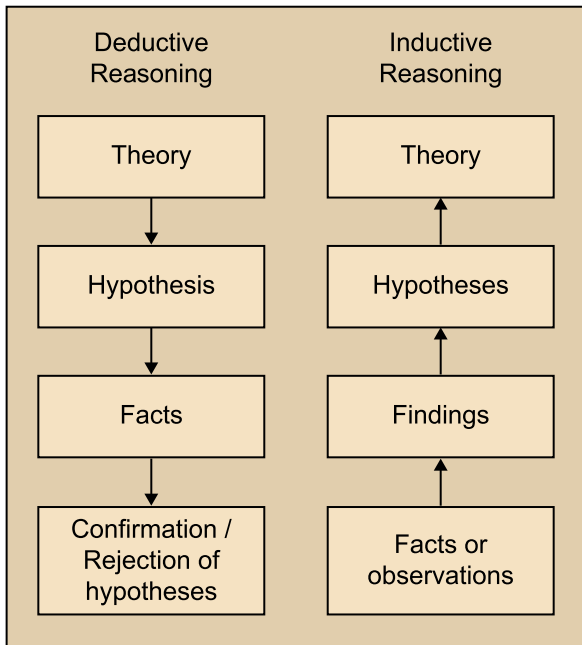 Deductive
Reasoning
Theory
Hypothesis
Facts
Confirmation /
Rejection of
hypotheses
Inductive
Reasoning
Theory
Hypotheses
Findings
Facts or
observations